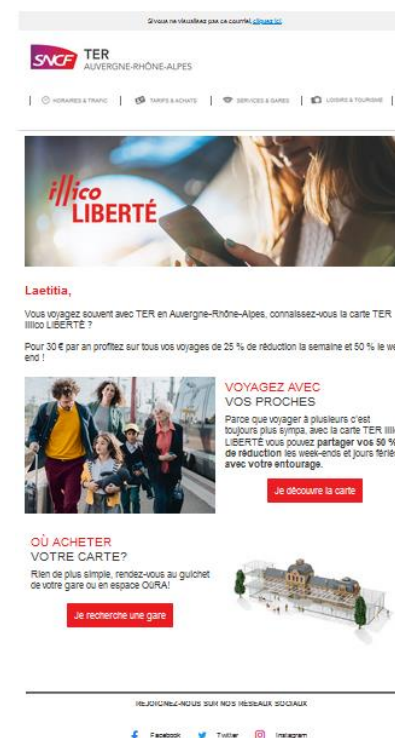 Si vous ne visualisez pas ce courriel, cliquez ici.
SNCF
TER
AUVERGNE-RHÔNE-ALPES
HORAIRES & TRAFIC | TARIFS & ACHATS | SERVICES & GARES | LOISIRS & TOURISME
illico
LIBERTÉ
Laetitia,
Vous voyagez souvent avec TER en Auvergne-Rhône-Alpes, connaissez-vous la carte TER
illico LIBERTÉ ?
Pour 30 € par an profitez sur tous vos voyages de 25 % de réduction la semaine et 50 % le we
end !
VOYAGEZ AVEC
VOS PROCHES
Parce que voyager à plusieurs c'est
toujours plus sympa, avec la carte TER illi
LIBERTÉ vous pouvez partager vos 50 %
de réduction les week-ends et jours fériés
avec votre entourage.
Je découvre la carte
OÙ ACHETER
VOTRE CARTE?
Rien de plus simple, rendez-vous au guichet
de votre gare ou en espace OùRA!
Je recherche une gare
REJOIGNEZ-NOUS SUR NOS RÉSEAUX SOCIAUX
Facebook Twitter Instagram